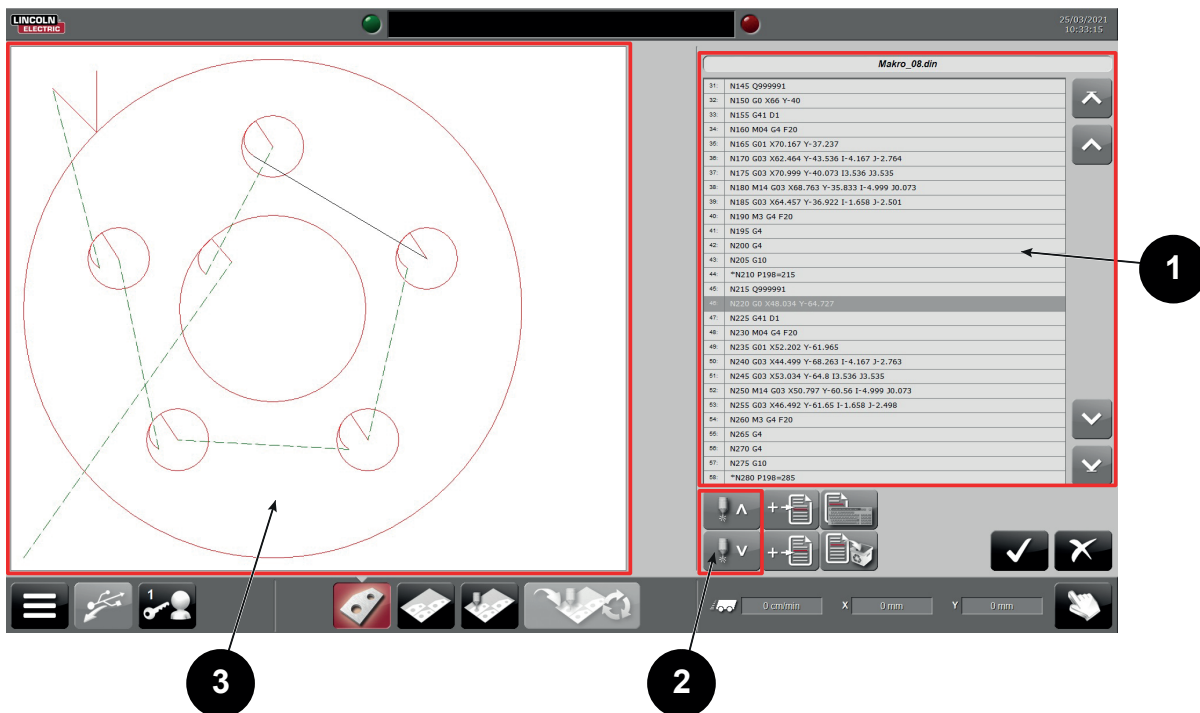 LINCOLN
ELECTRIC
25/03/2021
10:33:15
Makro_08.din
31: N145 Q999991
32: N150 G0 X66 Y-40
33: N155 G41 D1
34: N160 M04 G4 F20
35: N165 G01 X70.167 Y-37.237
36: N170 G03 X62.464 Y-43.536 I-4.167 J-2.764
37: N175 G03 X70.999 Y-40.073 I3.536 J3.535
38: N180 M14 G03 X68.763 Y-35.833 I-4.999 J0.073
39: N185 G03 X64.457 Y-36.922 I-1.658 J-2.501
40: N190 M3 G4 F20
41: N195 G4
42: N200 G4
43: N205 G10
44: "N210 P198=215
45: N215 Q999991
46: N220 G0 X48.034 Y-64.727
47: N225 G41 D1
48: N230 M04 G4 F20
49: N235 G01 X52.202 Y-61.965
50: N240 G03 X44.499 Y-68.263 I-4.167 J-2.763
51: N245 G03 X53.034 Y-64.8 I3.536 J3.535
52: N250 M14 G03 X50.797 Y-60.56 I-4.999 J0.073
53: N255 G03 X46.492 Y-61.65 I-1.658 J-2.498
54: N260 M3 G4 F20
55: N265 G4
56: N270 G4
57: N275 G10
58: "N280 P198=285
1
0 cm/min X 0 mm Y 0 mm
1
3
2